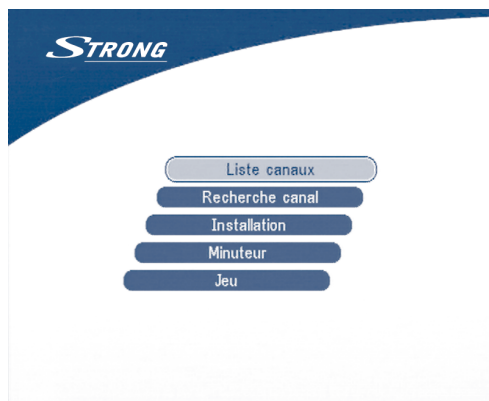 STRONG
Liste canaux
Recherche canal
Installation
Minuteur
Jeu